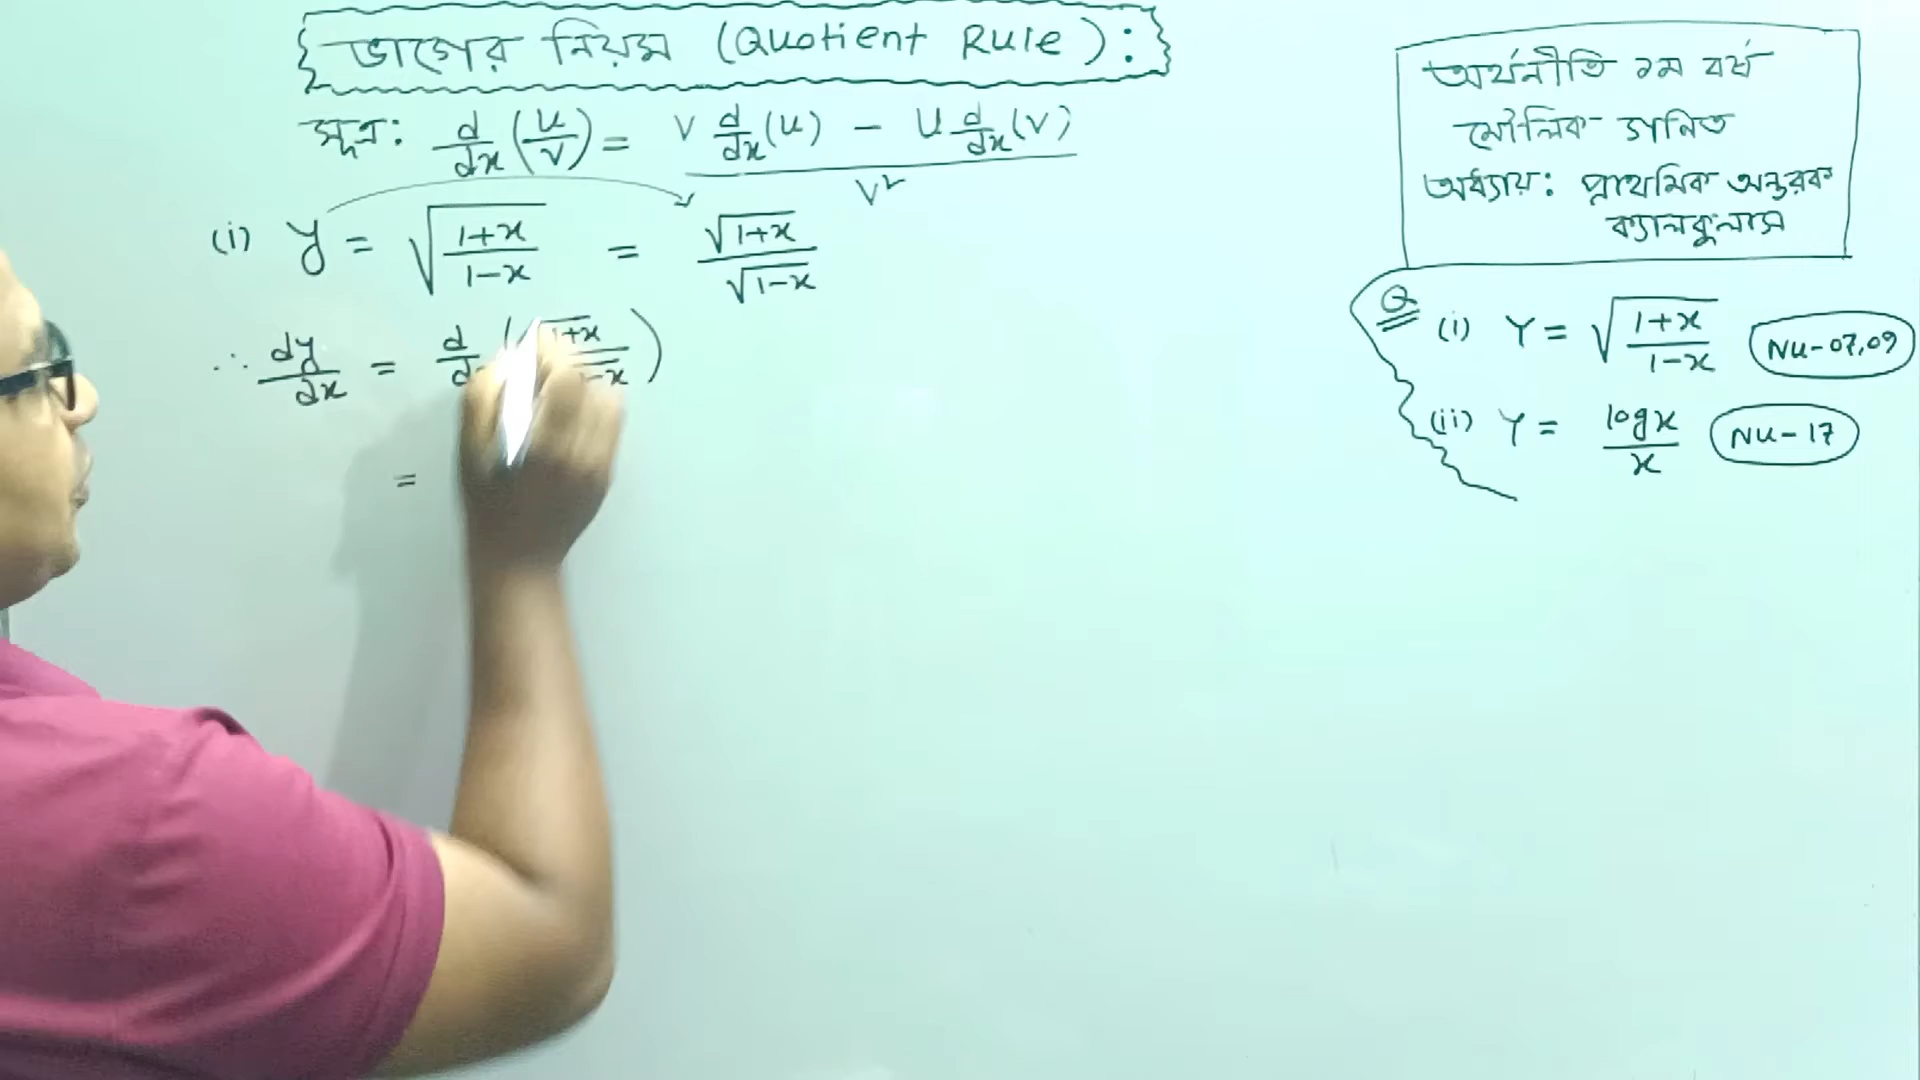 ভাগের নিয়ম (Quotient Rule):
সূত্র: d/dx (u/v) = (v d/dx (u) - u d/dx (v)) / v²
(i) y = √((1+x)/(1-x)) = √(1+x) / √(1-x)
∴ dy/dx = d/ (1+x / -x)
=
অর্থনীতি ১ম বর্ষ
মৌলিক গনিত
অধ্যায়: প্রাথমিক অন্তরক
ক্যালকুলাস
Q
(i) Y = √((1+x)/(1-x)) NU-07,09
(ii) Y = logx/x NU-17